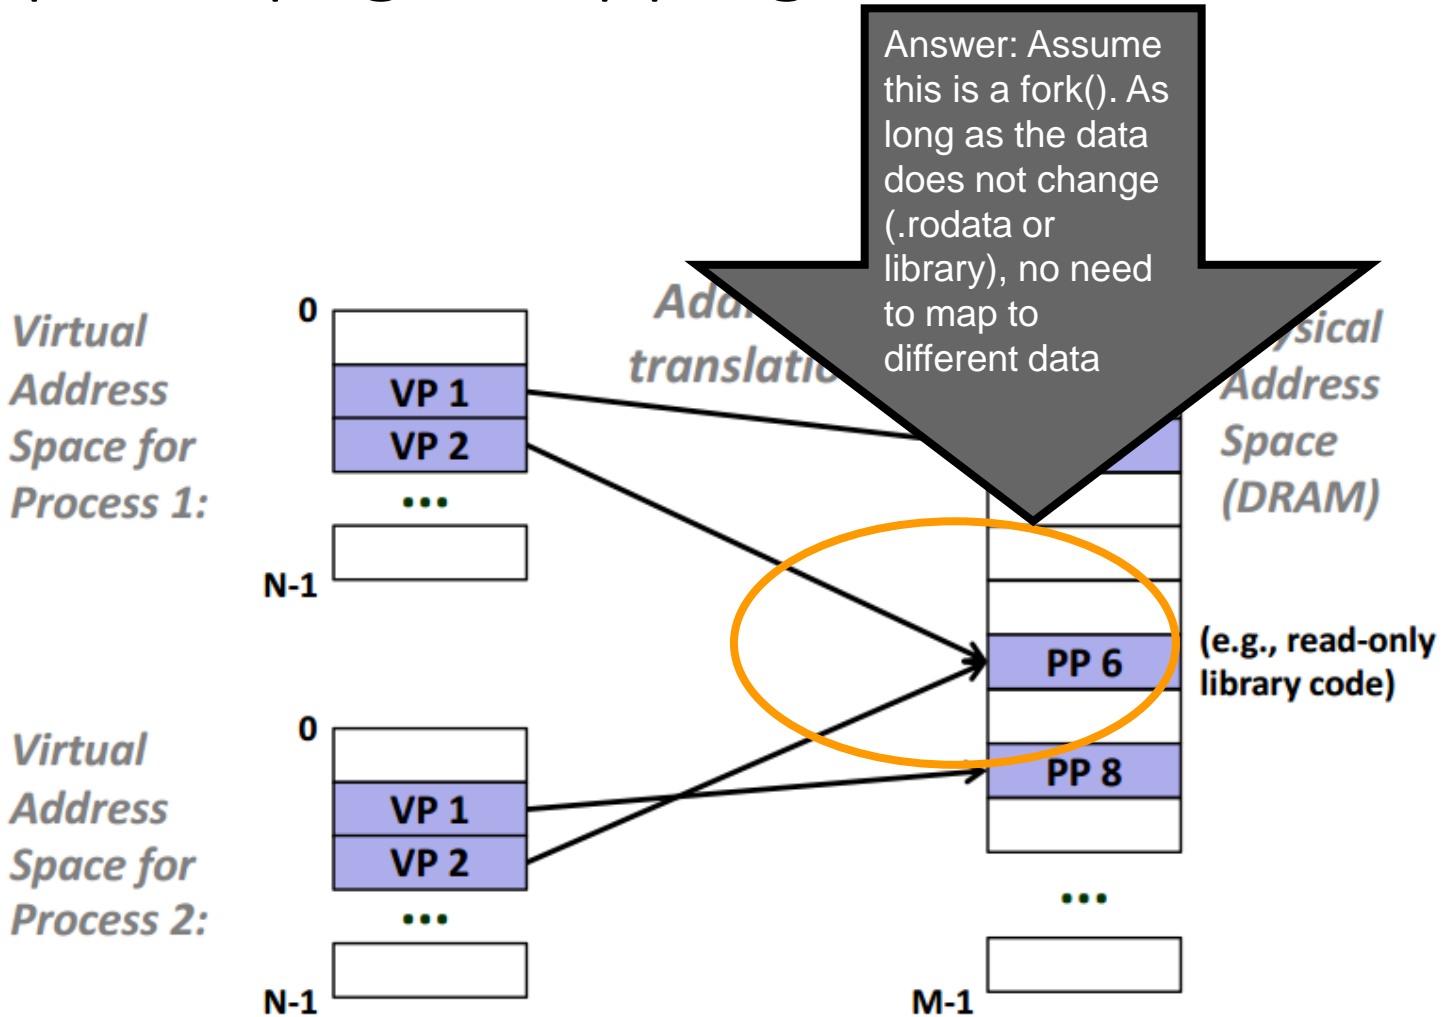 Answer: Assume
this is a fork(). As
long as the data
does not change
(.rodata or
library), no need
to map to
different data
Virtual
Address
Space for
Process 1:
0
VP 1
VP 2
...
N-1
Address
Space
(DRAM)
PP 6
(e.g., read-only
library code)
PP 8
...
M-1
Virtual
Address
Space for
Process 2:
0
VP 1
VP 2
...
N-1